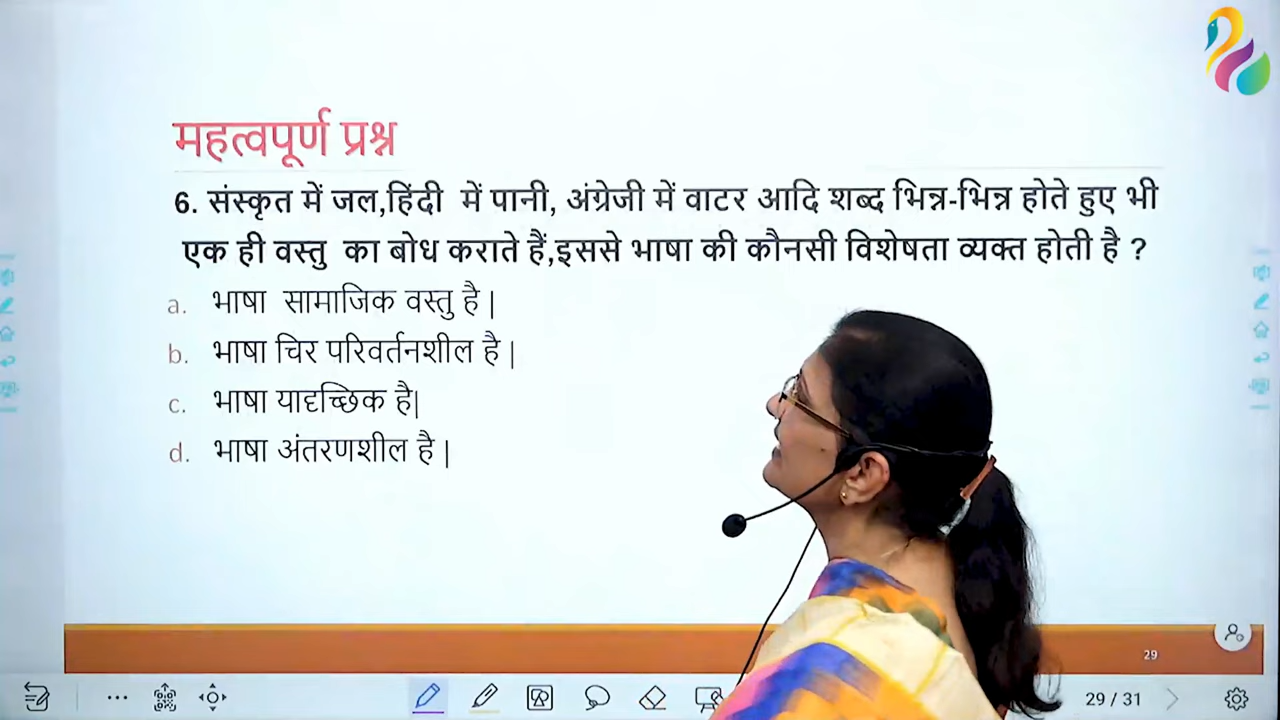 महत्वपूर्ण प्रश्न
6. संस्कृत में जल,हिंदी में पानी, अंग्रेजी में वाटर आदि शब्द भिन्न-भिन्न होते हुए भी
एक ही वस्तु का बोध कराते हैं,इससे भाषा की कौनसी विशेषता व्यक्त होती है ?
a. भाषा सामाजिक वस्तु है |
b. भाषा चिर परिवर्तनशील है |
c. भाषा यादृच्छिक है|
d. भाषा अंतरणशील है |
29
29 / 31